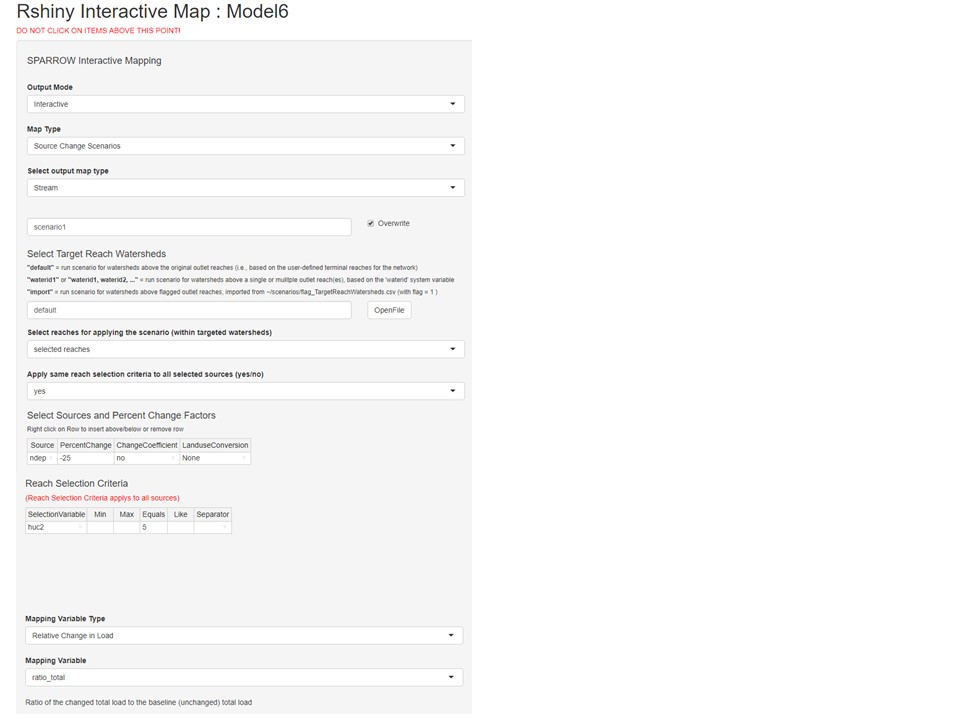 Rshiny Interactive Map : Model6
DO NOT CLICK ON ITEMS ABOVE THIS POINT!
SPARROW Interactive Mapping
Output Mode
Interactive
Map Type
Source Change Scenarios
Select output map type
Stream
scenario1 Overwrite
Select Target Reach Watersheds
"default" = run scenario for watersheds above the original outlet reaches (i.e., based on the user-defined terminal reaches for the network)
"waterid1" or "waterid1, waterid2, ..." = run scenario for watersheds above a single or mulitple outlet reach(es), based on the 'waterid' system variable
"import" = run scenario for watersheds above flagged outlet reaches, imported from ~/scenarios/flag_TargetReachWatersheds.csv (with flag = 1 )
default OpenFile
Select reaches for applying the scenario (within targeted watersheds)
selected reaches
Apply same reach selection criteria to all selected sources (yes/no)
yes
Select Sources and Percent Change Factors
Right click on Row to insert above/below or remove row
Source PercentChange ChangeCoefficient LanduseConversion
ndep -25 no None
Reach Selection Criteria
(Reach Selection Criteria applys to all sources)
SelectionVariable Min Max Equals Like Separator
huc2 5
Mapping Variable Type
Relative Change in Load
Mapping Variable
ratio_total
Ratio of the changed total load to the baseline (unchanged) total load